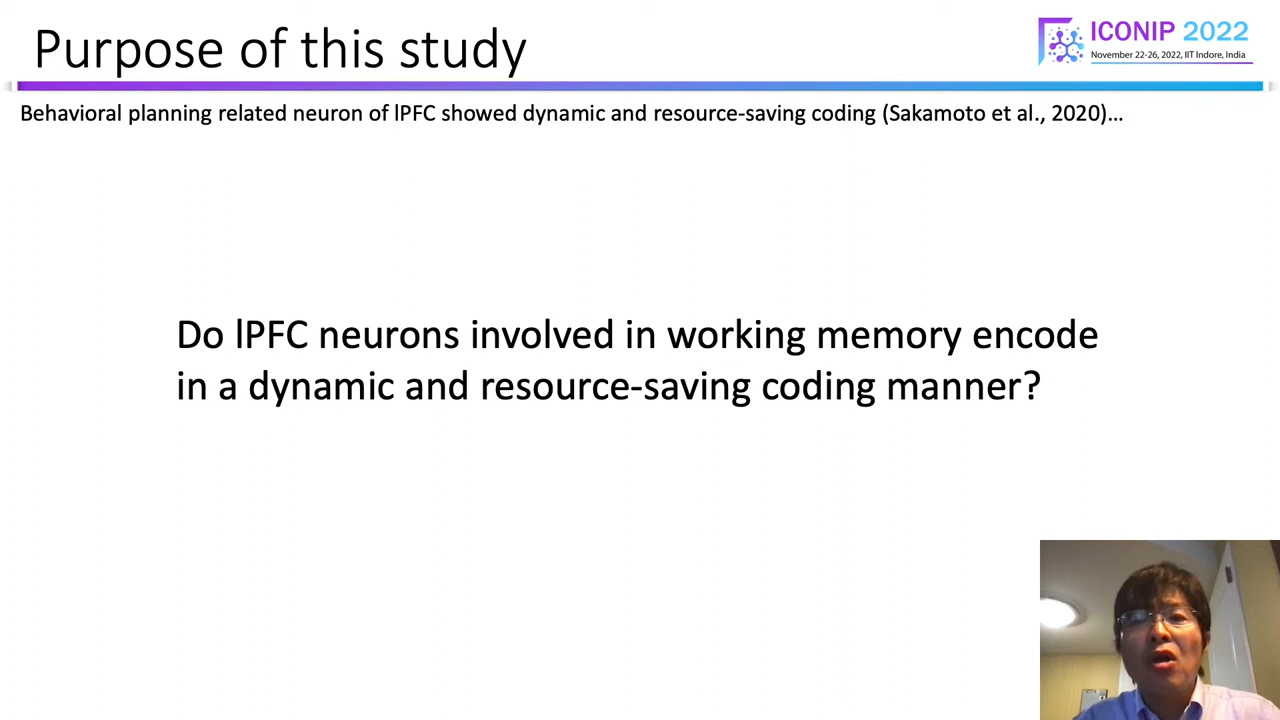 Purpose of this study
ICONIP 2022
November 22-26, 2022, IIT Indore, India
Behavioral planning related neuron of lPFC showed dynamic and resource-saving coding (Sakamoto et al., 2020)...
Do lPFC neurons involved in working memory encode
in a dynamic and resource-saving coding manner?